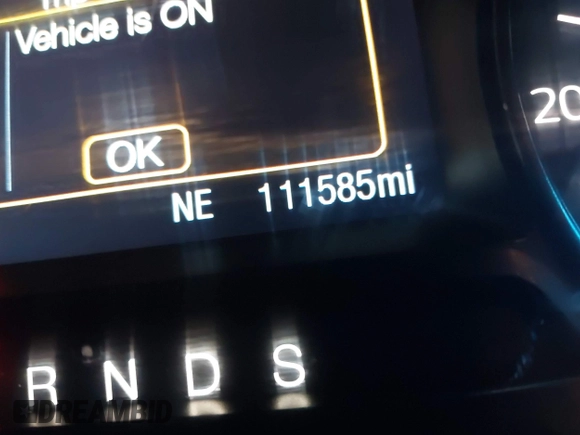 Vehicle is ON
OK
20
NE 111585mi
R N D S
DREAMBID